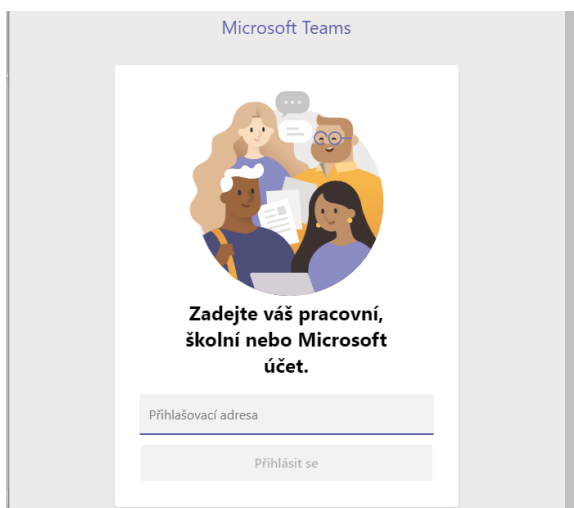 Microsoft Teams
Zadejte váš pracovní,
školní nebo Microsoft
účet.
Přihlašovací adresa
Přihlásit se